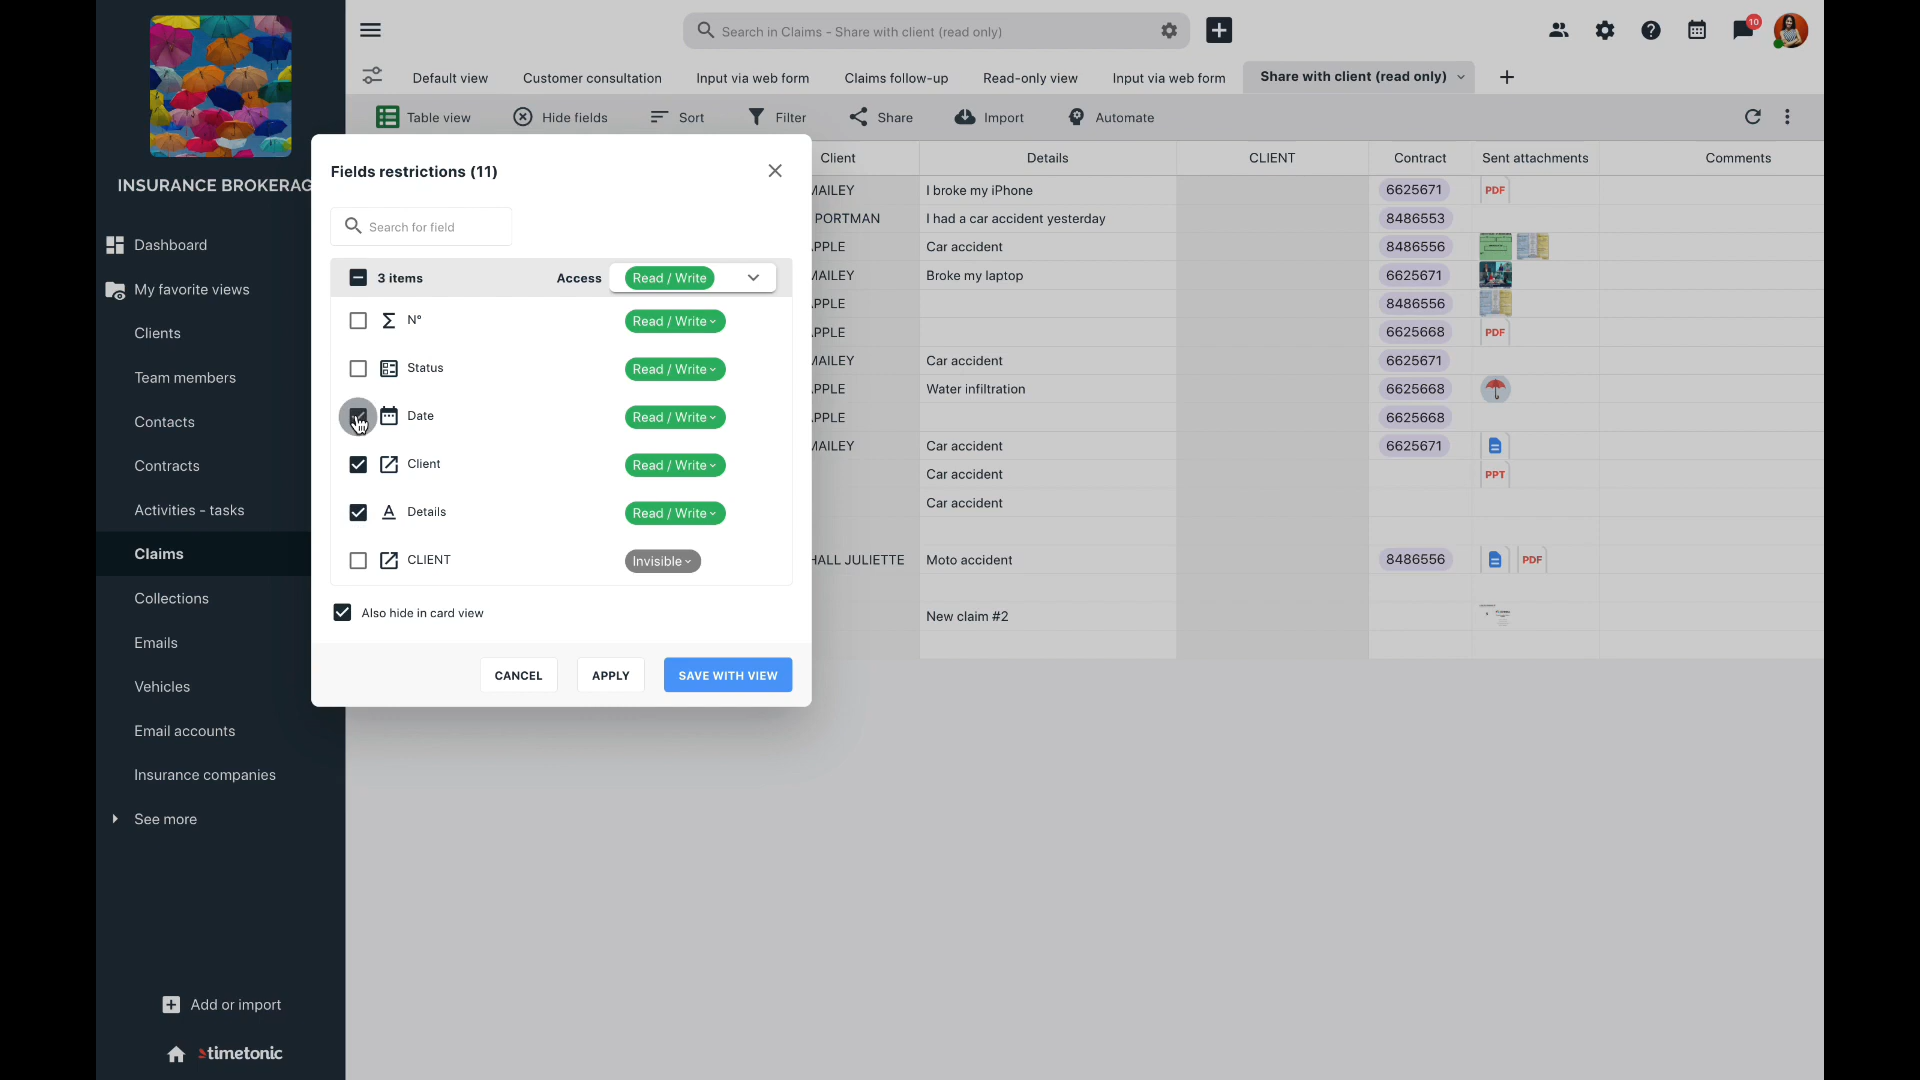 INSURANCE BROKERAG
Dashboard
My favorite views
Clients
Team members
Contacts
Contracts
Activities - tasks
Claims
Collections
Emails
Vehicles
Email accounts
Insurance companies
See more
Add or import
timetonic
Search in Claims - Share with client (read only)
10
Default view
Customer consultation
Input via web form
Claims follow-up
Read-only view
Input via web form
Share with client (read only)
Table view
Hide fields
Sort
Filter
Share
Import
Automate
Fields restrictions (11)
Search for field
3 items
Access
Read / Write
N°
Read / Write
Status
Read / Write
Date
Read / Write
Client
Read / Write
Details
Read / Write
CLIENT
Invisible
Also hide in card view
CANCEL
APPLY
SAVE WITH VIEW
Client
Details
CLIENT
Contract
Sent attachments
Comments
MAILEY
I broke my iPhone
6625671
PDF
PORTMAN
I had a car accident yesterday
8486553
PPLE
Car accident
8486556
MAILEY
Broke my laptop
6625671
PPLE
8486556
PPLE
6625668
PDF
MAILEY
Car accident
6625671
PPLE
Water infiltration
6625668
PPLE
6625668
MAILEY
Car accident
6625671
Car accident
PPT
Car accident
HALL JULIETTE
Moto accident
8486556
PDF
New claim #2